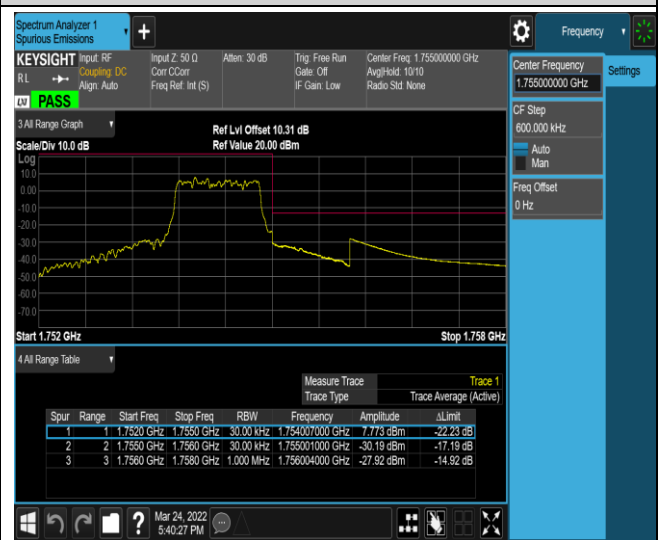 Spectrum Analyzer 1
Spurious Emissions
Frequency
KEYSIGHT Input: RF
Coupling: DC
Align: Auto
Input Z: 50 Ω
Corr CCorr
Freq Ref: Int (S)
Atten: 30 dB
Trig: Free Run
Gate: Off
IF Gain: Low
Center Freq: 1.755000000 GHz
Avg|Hold: 10/10
Radio Std: None
RL
LXI PASS
Center Frequency
1.755000000 GHz
Settings
CF Step
600.000 kHz
Auto
Man
Freq Offset
0 Hz
3 All Range Graph
Scale/Div 10.0 dB
Ref Lvl Offset 10.31 dB
Ref Value 20.00 dBm
Log
10.0
0.00
-10.0
-20.0
-30.0
-40.0
-50.0
-60.0
-70.0
Start 1.752 GHz
Stop 1.758 GHz
4 All Range Table
Measure Trace Trace 1
Trace Type Trace Average (Active)
Spur Range Start Freq Stop Freq RBW Frequency Amplitude ΔLimit
1 1 1.7520 GHz 1.7550 GHz 30.00 kHz 1.754007000 GHz 7.773 dBm -22.23 dB
2 2 1.7550 GHz 1.7560 GHz 30.00 kHz 1.755001000 GHz -30.19 dBm -17.19 dB
3 3 1.7560 GHz 1.7580 GHz 1.000 MHz 1.756004000 GHz -27.92 dBm -14.92 dB
?
Mar 24, 2022
5:40:27 PM